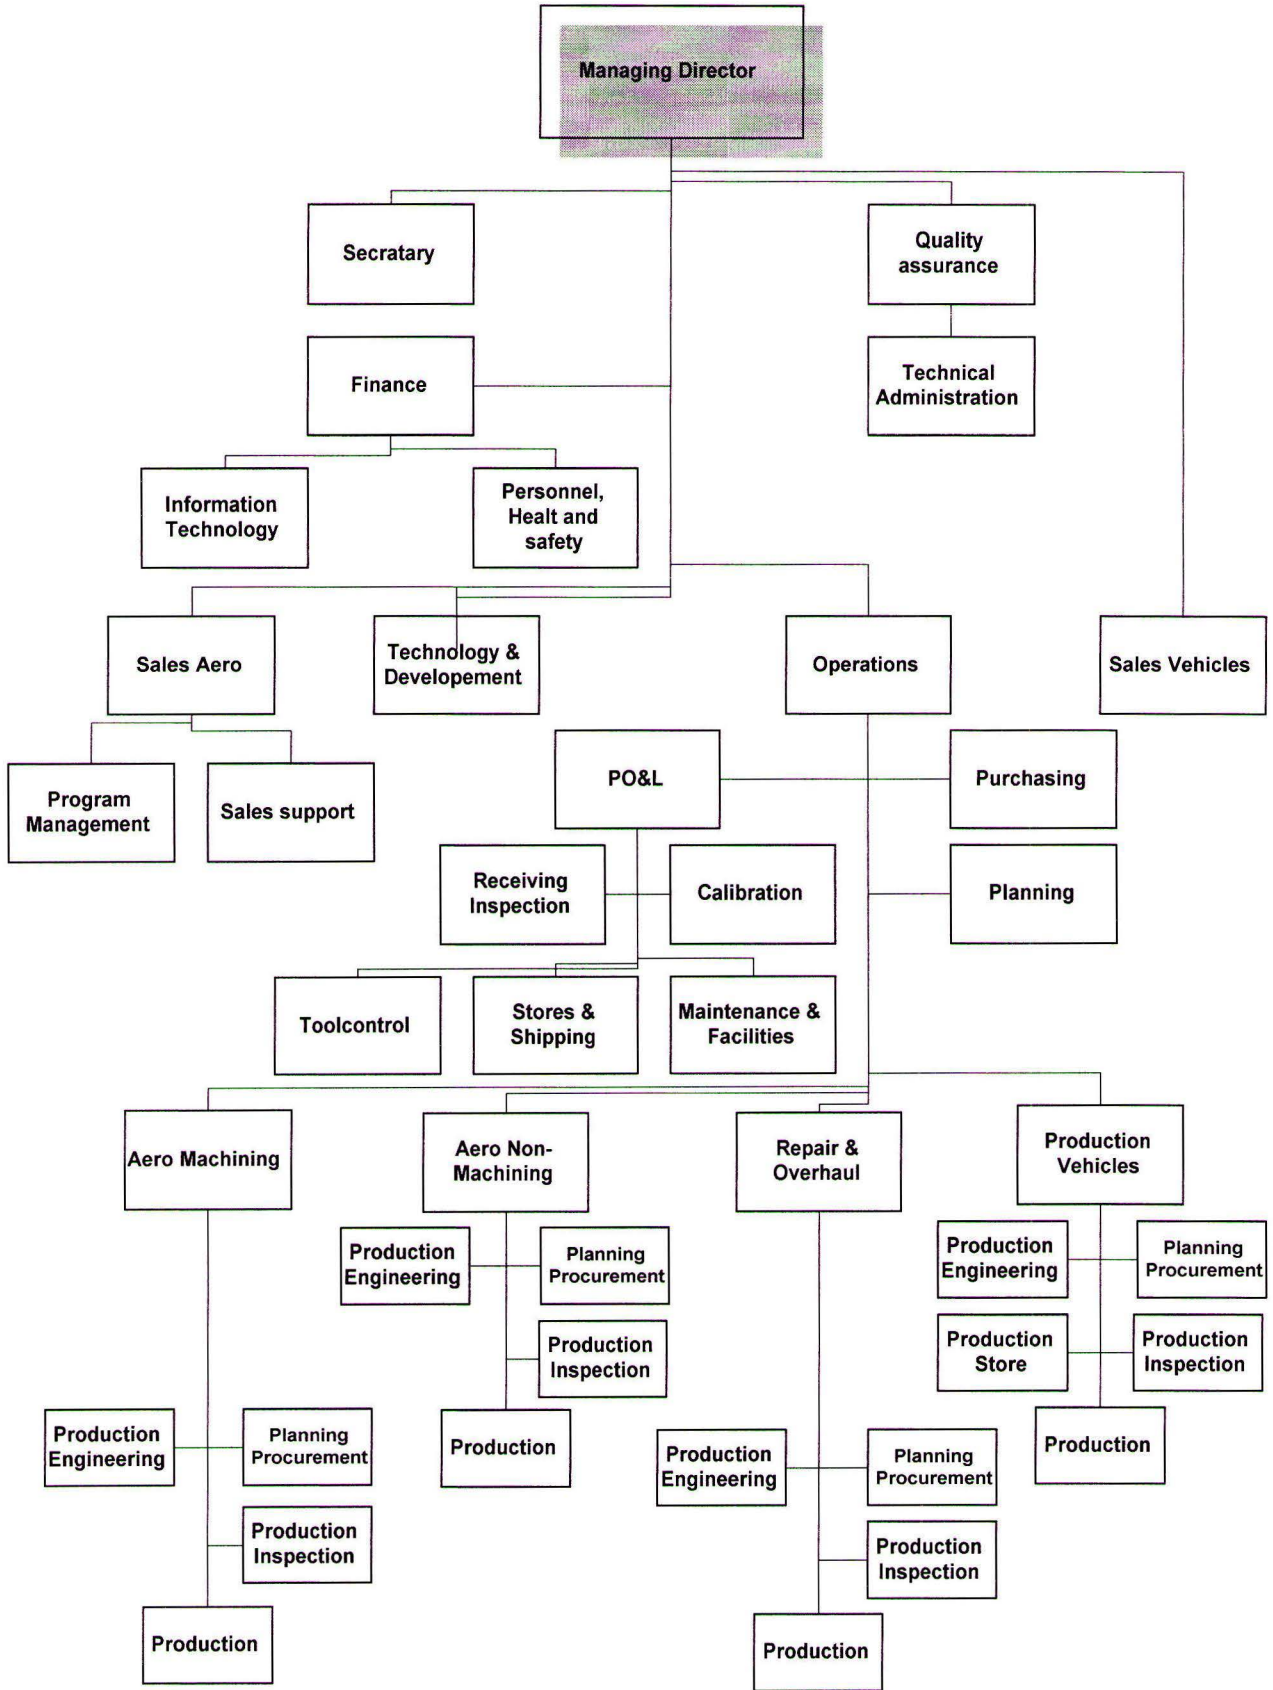 Managing Director
Secratary
Quality
assurance
Finance
Technical
Administration
Information
Technology
Personnel,
Healt and
safety
Sales Aero
Technology &
Developement
Operations
Sales Vehicles
PO&L
Purchasing
Program
Management
Sales support
Receiving
Inspection
Calibration
Planning
Toolcontrol
Stores &
Shipping
Maintenance &
Facilities
Aero Machining
Aero Non-
Machining
Repair &
Overhaul
Production
Vehicles
Production
Engineering
Planning
Procurement
Production
Engineering
Planning
Procurement
Production
Inspection
Production
Store
Production
Inspection
Production
Engineering
Planning
Procurement
Production
Production
Engineering
Planning
Procurement
Production
Production
Inspection
Production
Inspection
Production
Production